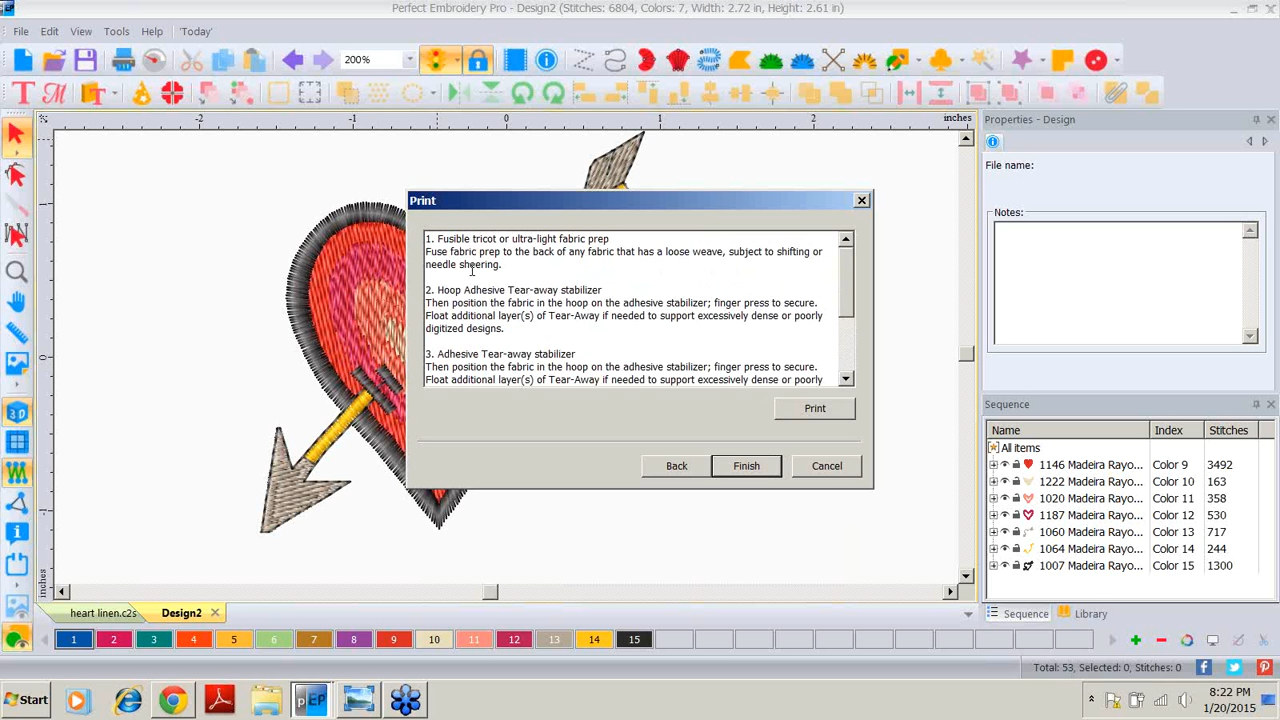 Perfect Embroidery Pro - Design2 (Stitches: 6804, Colors: 7, Width: 2.72 in, Height: 2.61 in)
File Edit View Tools Help 'Today'
200%
-2 -1 0 1 2 inches
Properties - Design
File name:
Notes:
Print
1. Fusible tricot or ultra-light fabric prep
Fuse fabric prep to the back of any fabric that has a loose weave, subject to shifting or
needle sheering.
2. Hoop Adhesive Tear-away stabilizer
Then position the fabric in the hoop on the adhesive stabilizer; finger press to secure.
Float additional layer(s) of Tear-Away if needed to support excessively dense or poorly
digitized designs.
3. Adhesive Tear-away stabilizer
Then position the fabric in the hoop on the adhesive stabilizer; finger press to secure.
Float additional layer(s) of Tear-Away if needed to support excessively dense or poorly
Print
Back Finish Cancel
0
inches
Sequence
Name Index Stitches
All items
1146 Madeira Rayo... Color 9 3492
1222 Madeira Rayo... Color 10 163
1020 Madeira Rayo... Color 11 358
1187 Madeira Rayo... Color 12 530
1060 Madeira Rayo... Color 13 717
1064 Madeira Rayo... Color 14 244
1007 Madeira Rayo... Color 15 1300
Sequence Library
3D
heart linen.c2s Design2
1 2 3 4 5 6 7 8 9 10 11 12 13 14 15
Total: 53, Selected: 0, Stitches: 0
Start
pEP
8:22 PM
1/20/2015